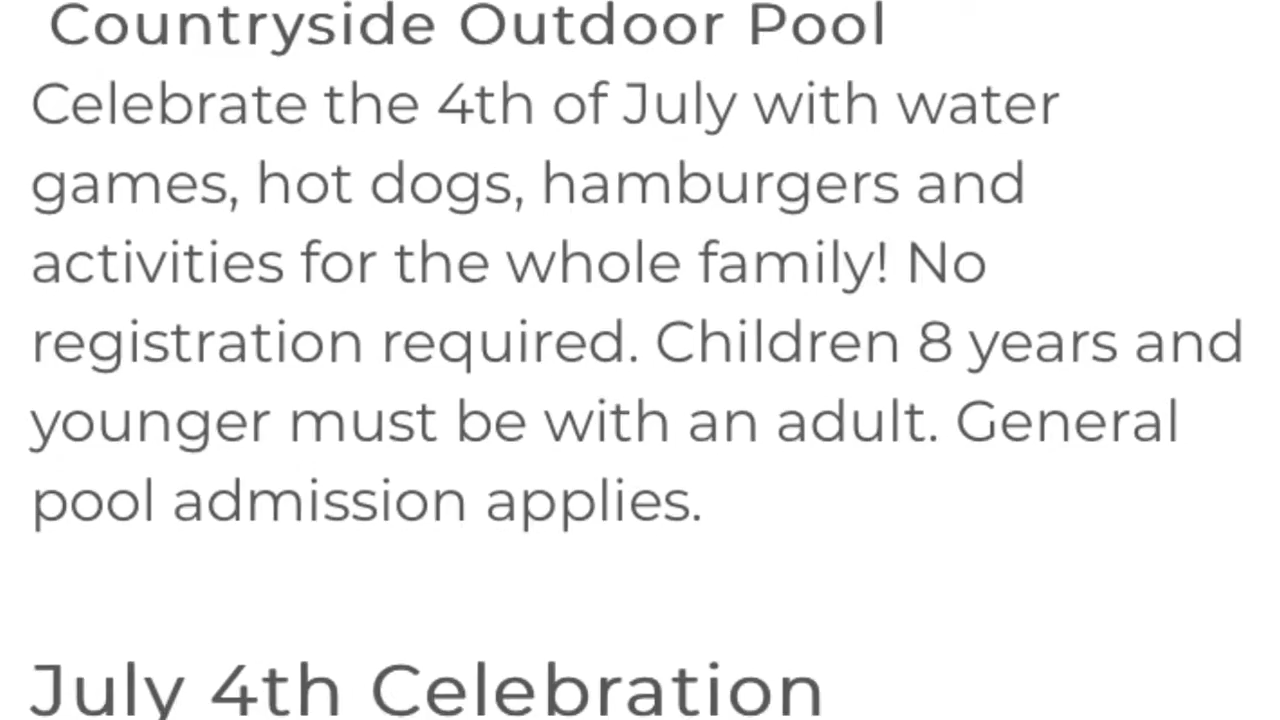 Countryside Outdoor Pool
Celebrate the 4th of July with water
games, hot dogs, hamburgers and
activities for the whole family! No
registration required. Children 8 years and
younger must be with an adult. General
pool admission applies.
July 4th Celebration